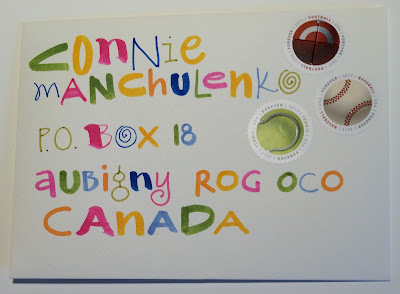 CONNIE
MANCHULENKO
P.O. BOX 18
AUBIGNY ROG OCO
CANADA